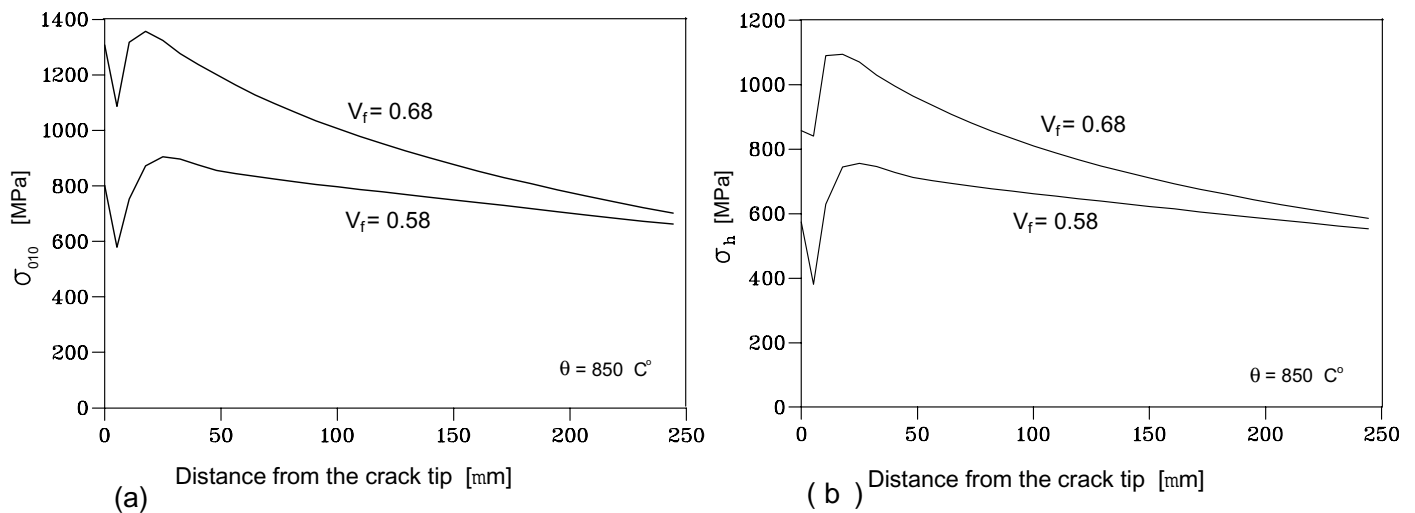 1400
1200
1000
800
600
400
200
0
σ010 [MPa]
Vf = 0.68
Vf = 0.58
θ = 850 C°
0 50 100 150 200 250
Distance from the crack tip [mm]
(a)
1200
1000
800
600
400
200
0
σh [MPa]
Vf = 0.68
Vf = 0.58
θ = 850 C°
0 50 100 150 200 250
Distance from the crack tip [mm]
( b )